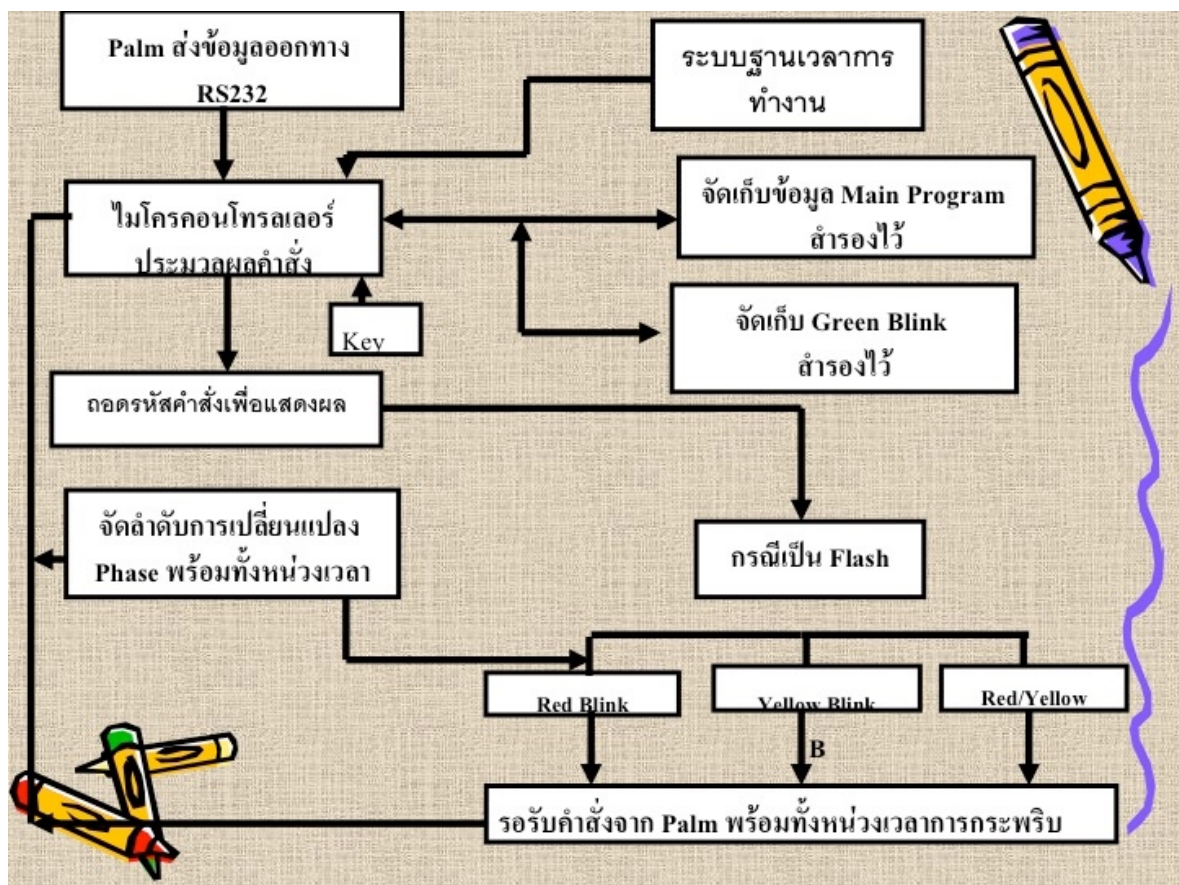 Palm ส่งข้อมูลออกทาง
RS232
ระบบฐานเวลาการ
ทำงาน
ไมโครคอนโทรลเลอร์
ประมวลผลคำสั่ง
จัดเก็บข้อมูล Main Program
สำรองไว้
Key
จัดเก็บ Green Blink
สำรองไว้
ถอดรหัสคำสั่งเพื่อแสดงผล
จัดลำดับการเปลี่ยนแปลง
Phase พร้อมทั้งหน่วงเวลา
กรณีเป็น Flash
Red Blink
Yellow Blink
Red/Yellow
B
รอรับคำสั่งจาก Palm พร้อมทั้งหน่วงเวลาการกระพริบ